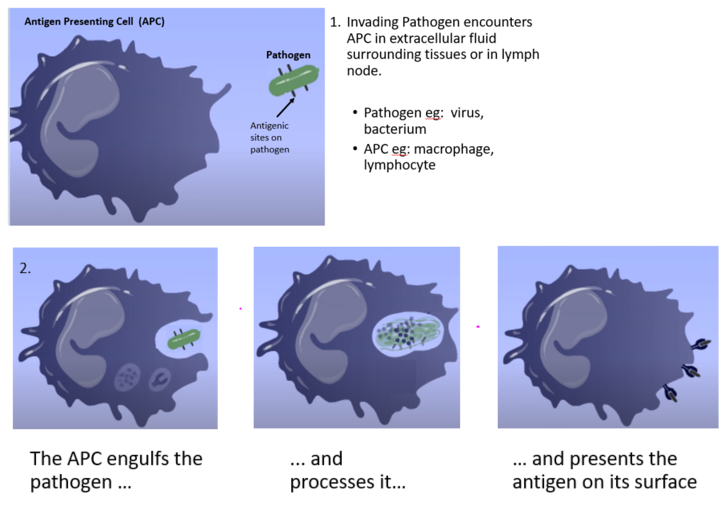 Antigen Presenting Cell (APC)
Pathogen
Antigenic
sites on
pathogen
1. Invading Pathogen encounters
APC in extracellular fluid
surrounding tissues or in lymph
node.
• Pathogen eg: virus,
bacterium
• APC eg: macrophage,
lymphocyte
2.
The APC engulfs the
pathogen ...
... and
processes it...
... and presents the
antigen on its surface